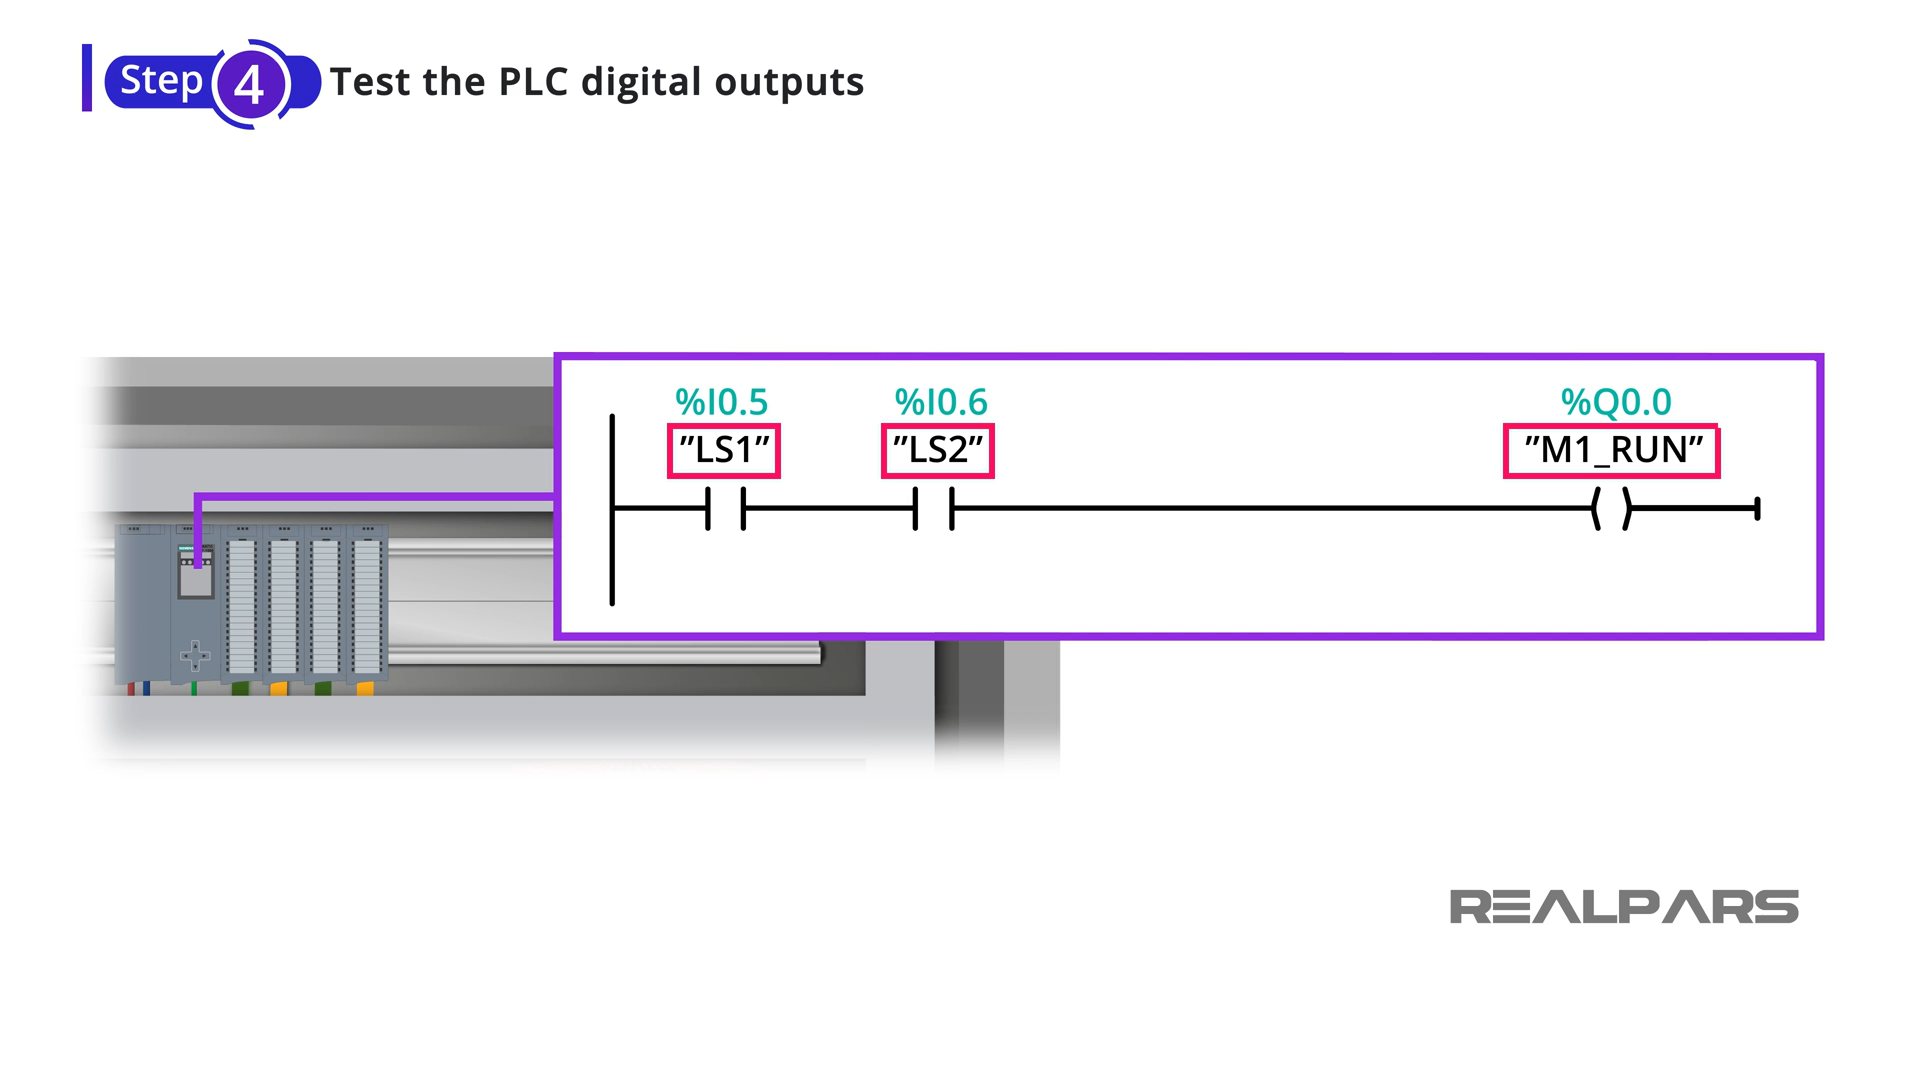 Step 4 Test the PLC digital outputs
%I0.5 %I0.6 %Q0.0
”LS1” ”LS2” ”M1_RUN”
REALPARS